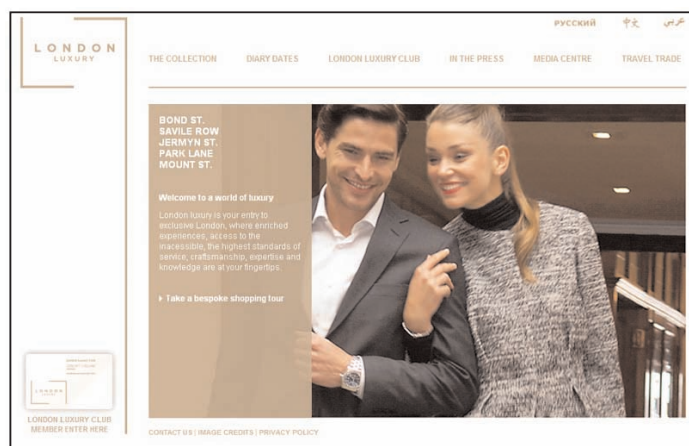 LONDON
LUXURY
РУССКИЙ 中文 عربي
THE COLLECTION DIARY DATES LONDON LUXURY CLUB IN THE PRESS MEDIA CENTRE TRAVEL TRADE
BOND ST.
SAVILE ROW
JERMYN ST.
PARK LANE
MOUNT ST.
Welcome to a world of luxury
London luxury is your entry to
exclusive London, where enriched
experiences, access to the
inacessible, the highest standards of
service, craftsmanship, expertise and
knowledge are at your fingertips.
Take a bespoke shopping tour
LONDON
LONDON LUXURY CLUB
MEMBER ENTER HERE
CONTACT US | IMAGE CREDITS | PRIVACY POLICY